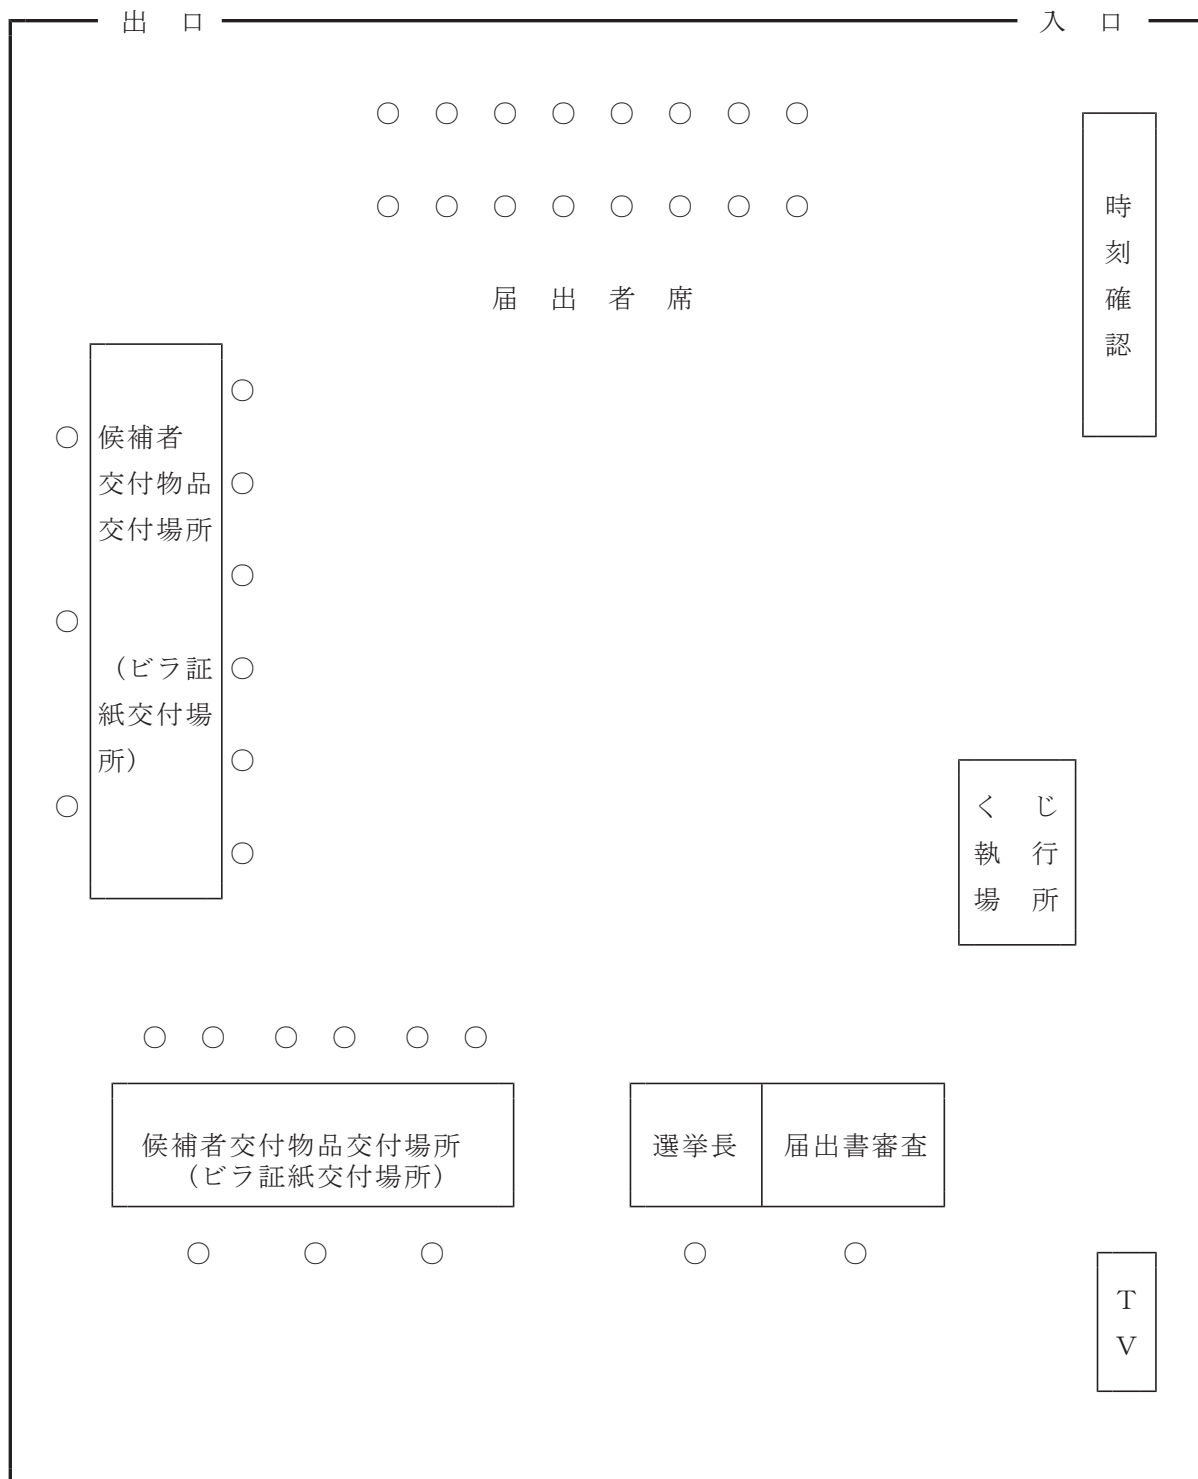 出 口
入 口
時
刻
確
認
届 出 者 席
候補者
交付物品
交付場所
（ビラ証
紙交付場
所）
く じ
執 行
場 所
候補者交付物品交付場所
（ビラ証紙交付場所）
選挙長
届出書審査
T
V